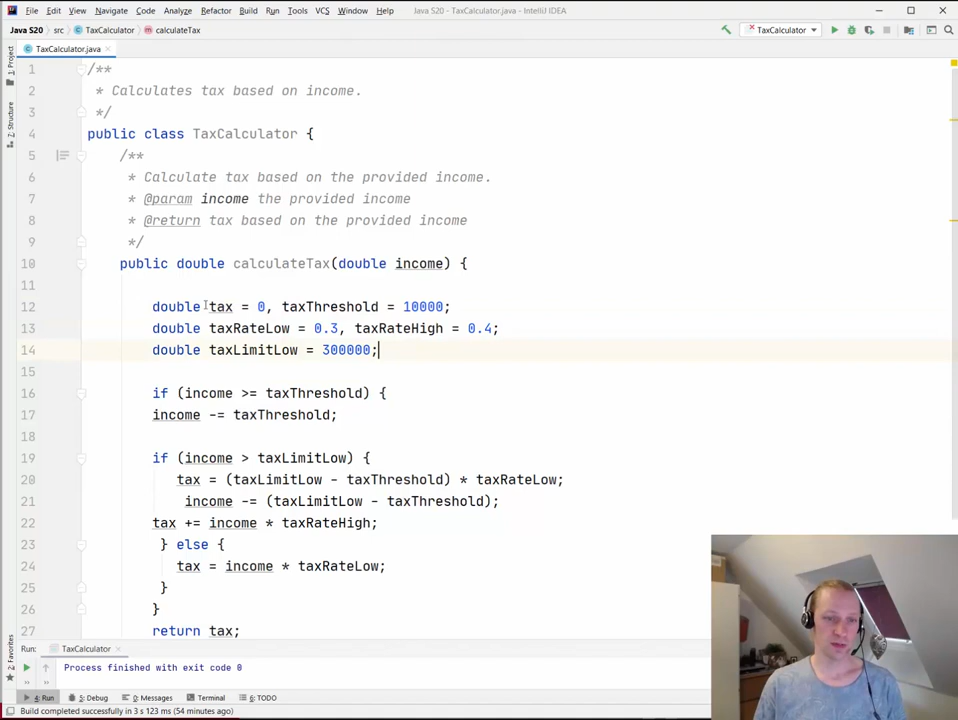 File Edit View Navigate Code Analyze Refactor Build Run Tools VCS Window Help Java S20 - TaxCalculator.java - IntelliJ IDEA
Java S20 src TaxCalculator calculateTax TaxCalculator
TaxCalculator.java
1 /**
2 * Calculates tax based on income.
3 */
4 public class TaxCalculator {
5 /**
6 * Calculate tax based on the provided income.
7 * @param income the provided income
8 * @return tax based on the provided income
9 */
10 public double calculateTax(double income) {
11
12 double tax = 0, taxThreshold = 10000;
13 double taxRateLow = 0.3, taxRateHigh = 0.4;
14 double taxLimitLow = 300000;
15
16 if (income >= taxThreshold) {
17 income -= taxThreshold;
18
19 if (income > taxLimitLow) {
20 tax = (taxLimitLow - taxThreshold) * taxRateLow;
21 income -= (taxLimitLow - taxThreshold);
22 tax += income * taxRateHigh;
23 } else {
24 tax = income * taxRateLow;
25 }
26 }
27 return tax;
1: Project
7: Structure
2: Favorites
Run: TaxCalculator
Process finished with exit code 0
4: Run 5: Debug 0: Messages Terminal 6: TODO
Build completed successfully in 3 s 123 ms (54 minutes ago)